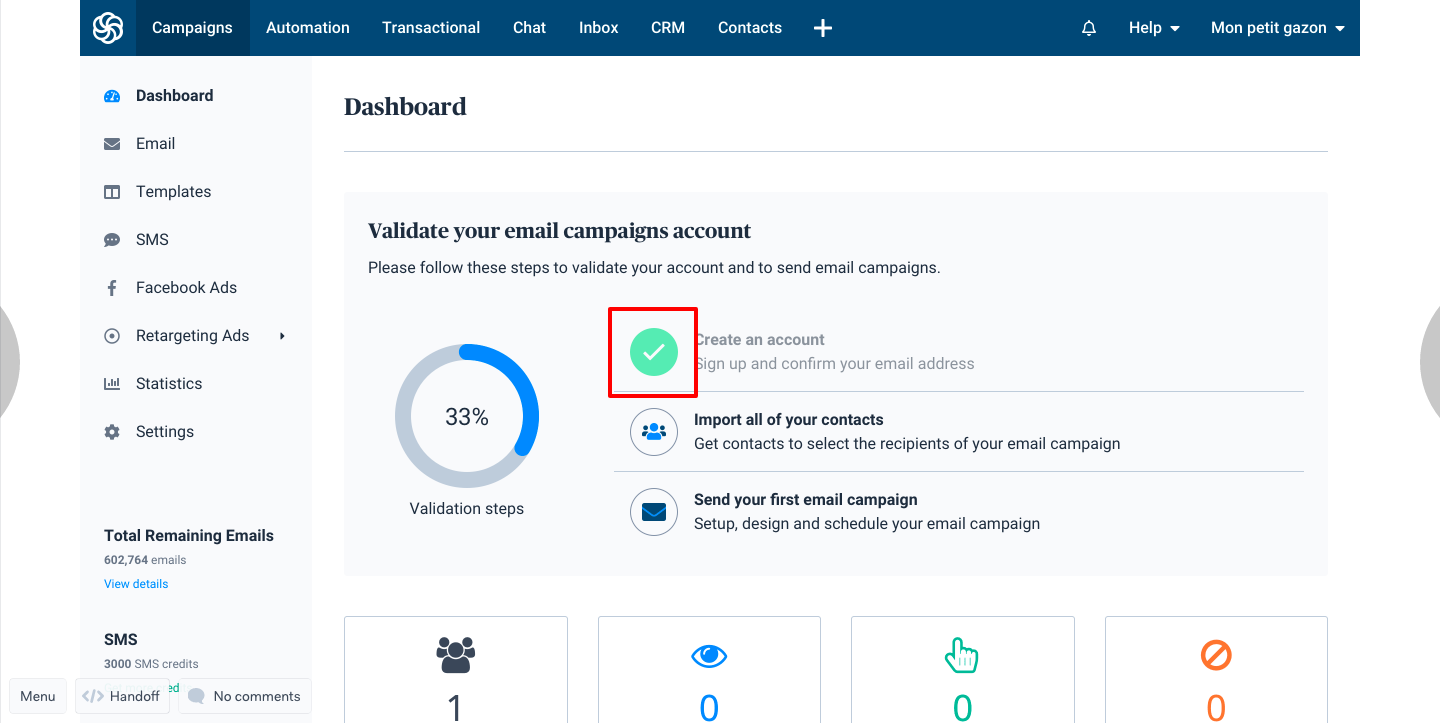 Campaigns Automation Transactional Chat Inbox CRM Contacts Help Mon petit gazon
Dashboard
Email
Templates
SMS
Facebook Ads
Retargeting Ads
Statistics
Settings
Total Remaining Emails
602,764 emails
View details
SMS
3000 SMS credits
Menu
Handoff
No comments
Dashboard
Validate your email campaigns account
Please follow these steps to validate your account and to send email campaigns.
33%
Validation steps
Create an account
Sign up and confirm your email address
Import all of your contacts
Get contacts to select the recipients of your email campaign
Send your first email campaign
Setup, design and schedule your email campaign
1
0
0
0